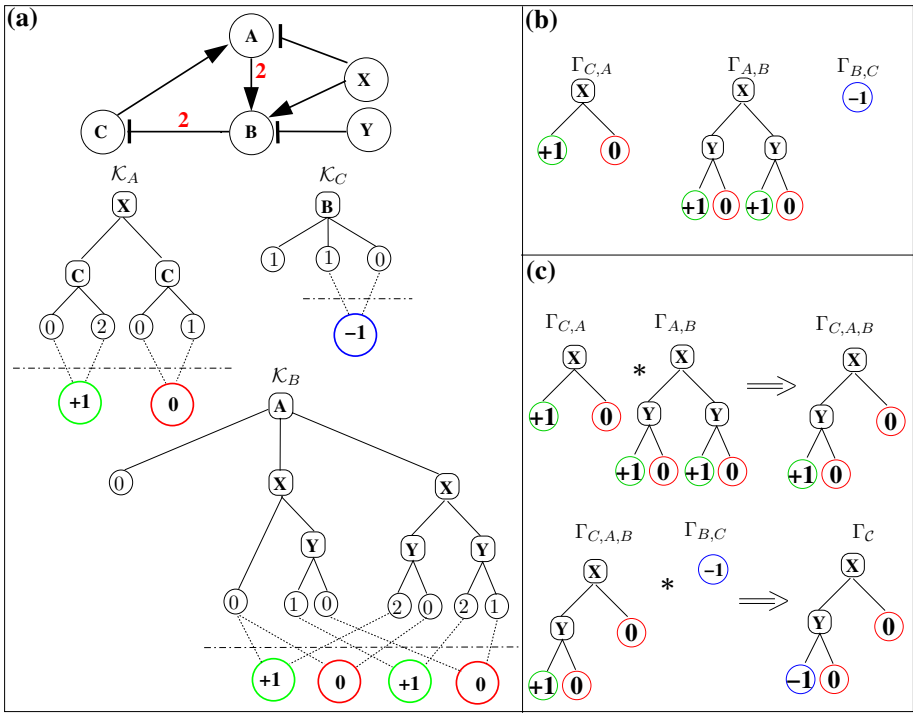 (a)
A
2
X
C
2
B
Y
𝒦_A
X
C
C
0
2
0
1
+1
0
𝒦_C
B
1
1
0
−1
𝒦_B
A
0
X
X
Y
Y
Y
0
1
0
2
0
2
1
+1
0
+1
0
(b)
Γ_{C,A}
X
+1
0
Γ_{A,B}
X
Y
Y
+1
0
+1
0
Γ_{B,C}
−1
(c)
Γ_{C,A}
Γ_{A,B}
Γ_{C,A,B}
X
*
X
⟹
X
+1
0
Y
Y
Y
0
+1
0
+1
0
+1
0
Γ_{C,A,B}
Γ_{B,C}
Γ_𝒞
X
*
−1
⟹
X
Y
0
Y
0
+1
0
−1
0